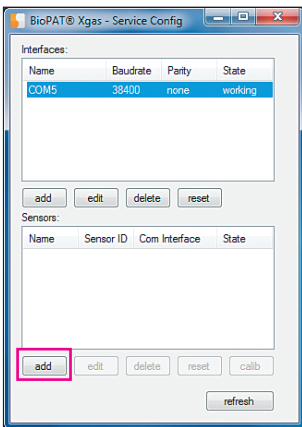 BioPAT® Xgas - Service Config
Interfaces:
Name Baudrate Parity State
COM5 38400 none working
add edit delete reset
Sensors:
Name Sensor ID Com Interface State
add edit delete reset calib
refresh